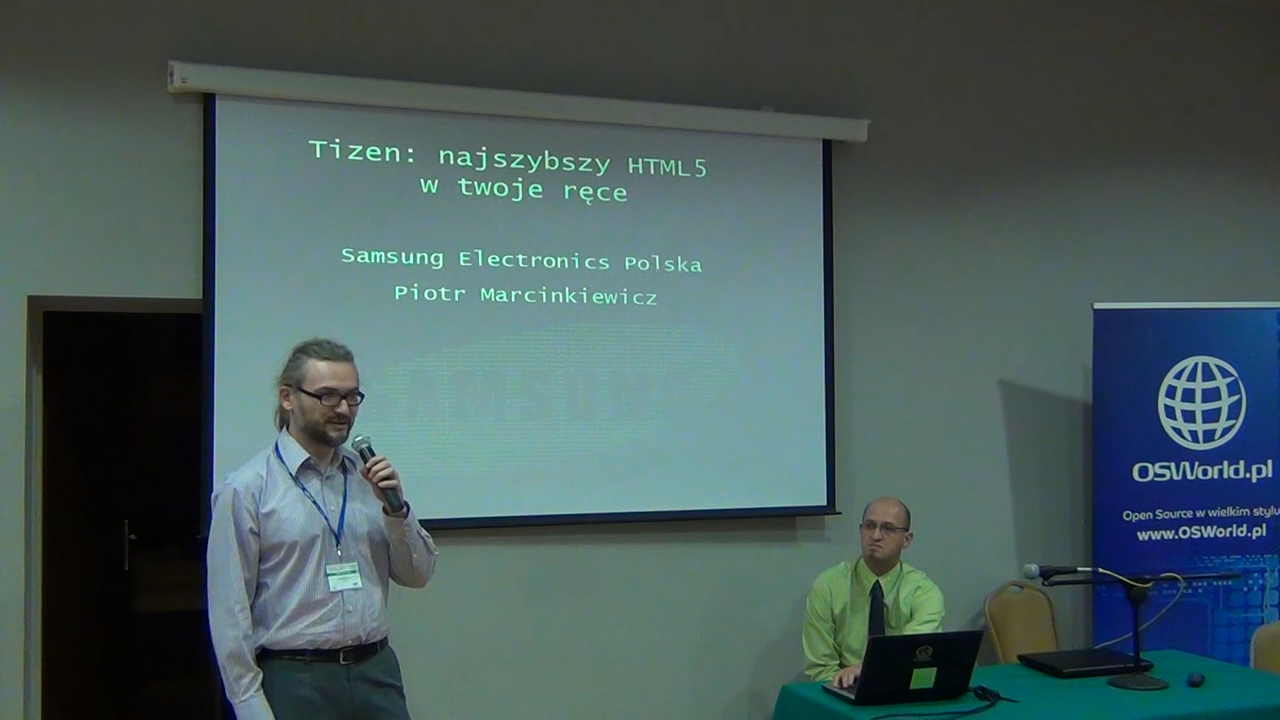 Tizen: najszybszy HTML5
w twoje ręce
Samsung Electronics Polska
Piotr Marcinkiewicz
OSWorld.pl
Open Source w wielkim stylu
www.OSWorld.pl